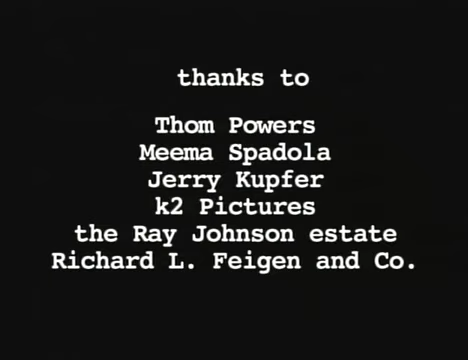 thanks to
Thom Powers
Meema Spadola
Jerry Kupfer
k2 Pictures
the Ray Johnson estate
Richard L. Feigen and Co.